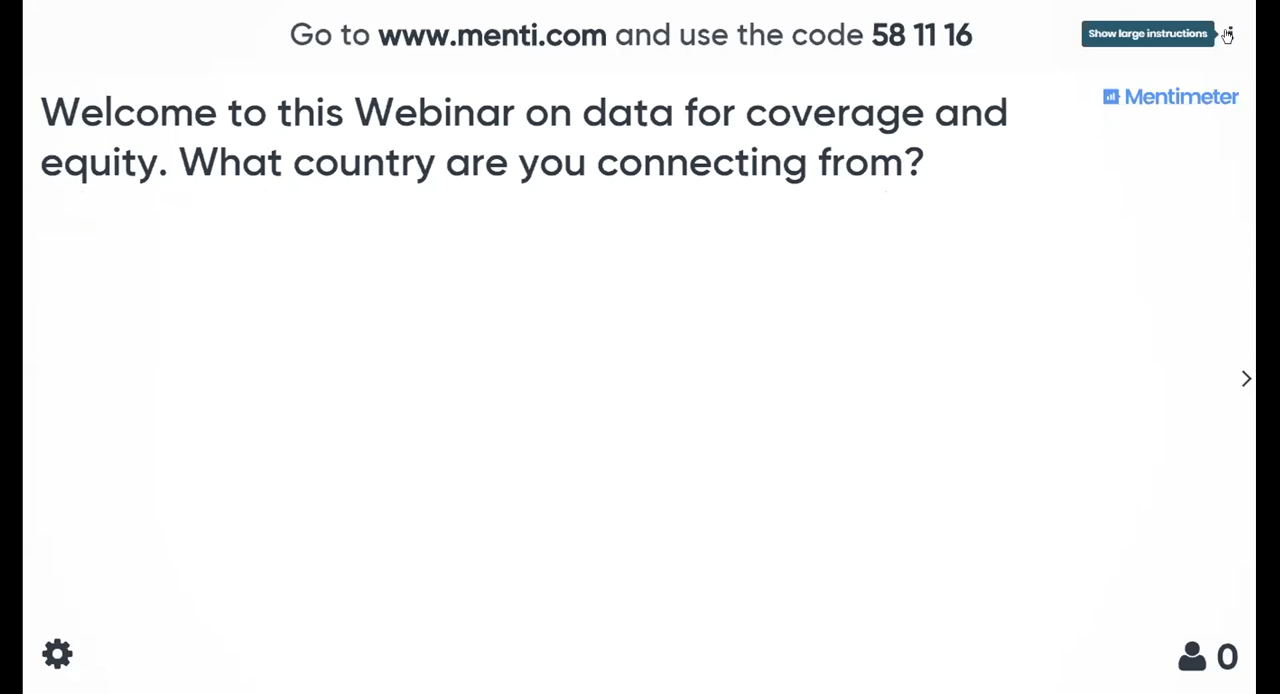 Go to www.menti.com and use the code 58 11 16
Show large instructions
Mentimeter
Welcome to this Webinar on data for coverage and
equity. What country are you connecting from?
0